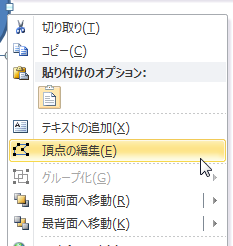 切り取り(T)
コピー(C)
貼り付けのオプション:
テキストの追加(X)
頂点の編集(E)
グループ化(G)
最前面へ移動(R)
最背面へ移動(K)